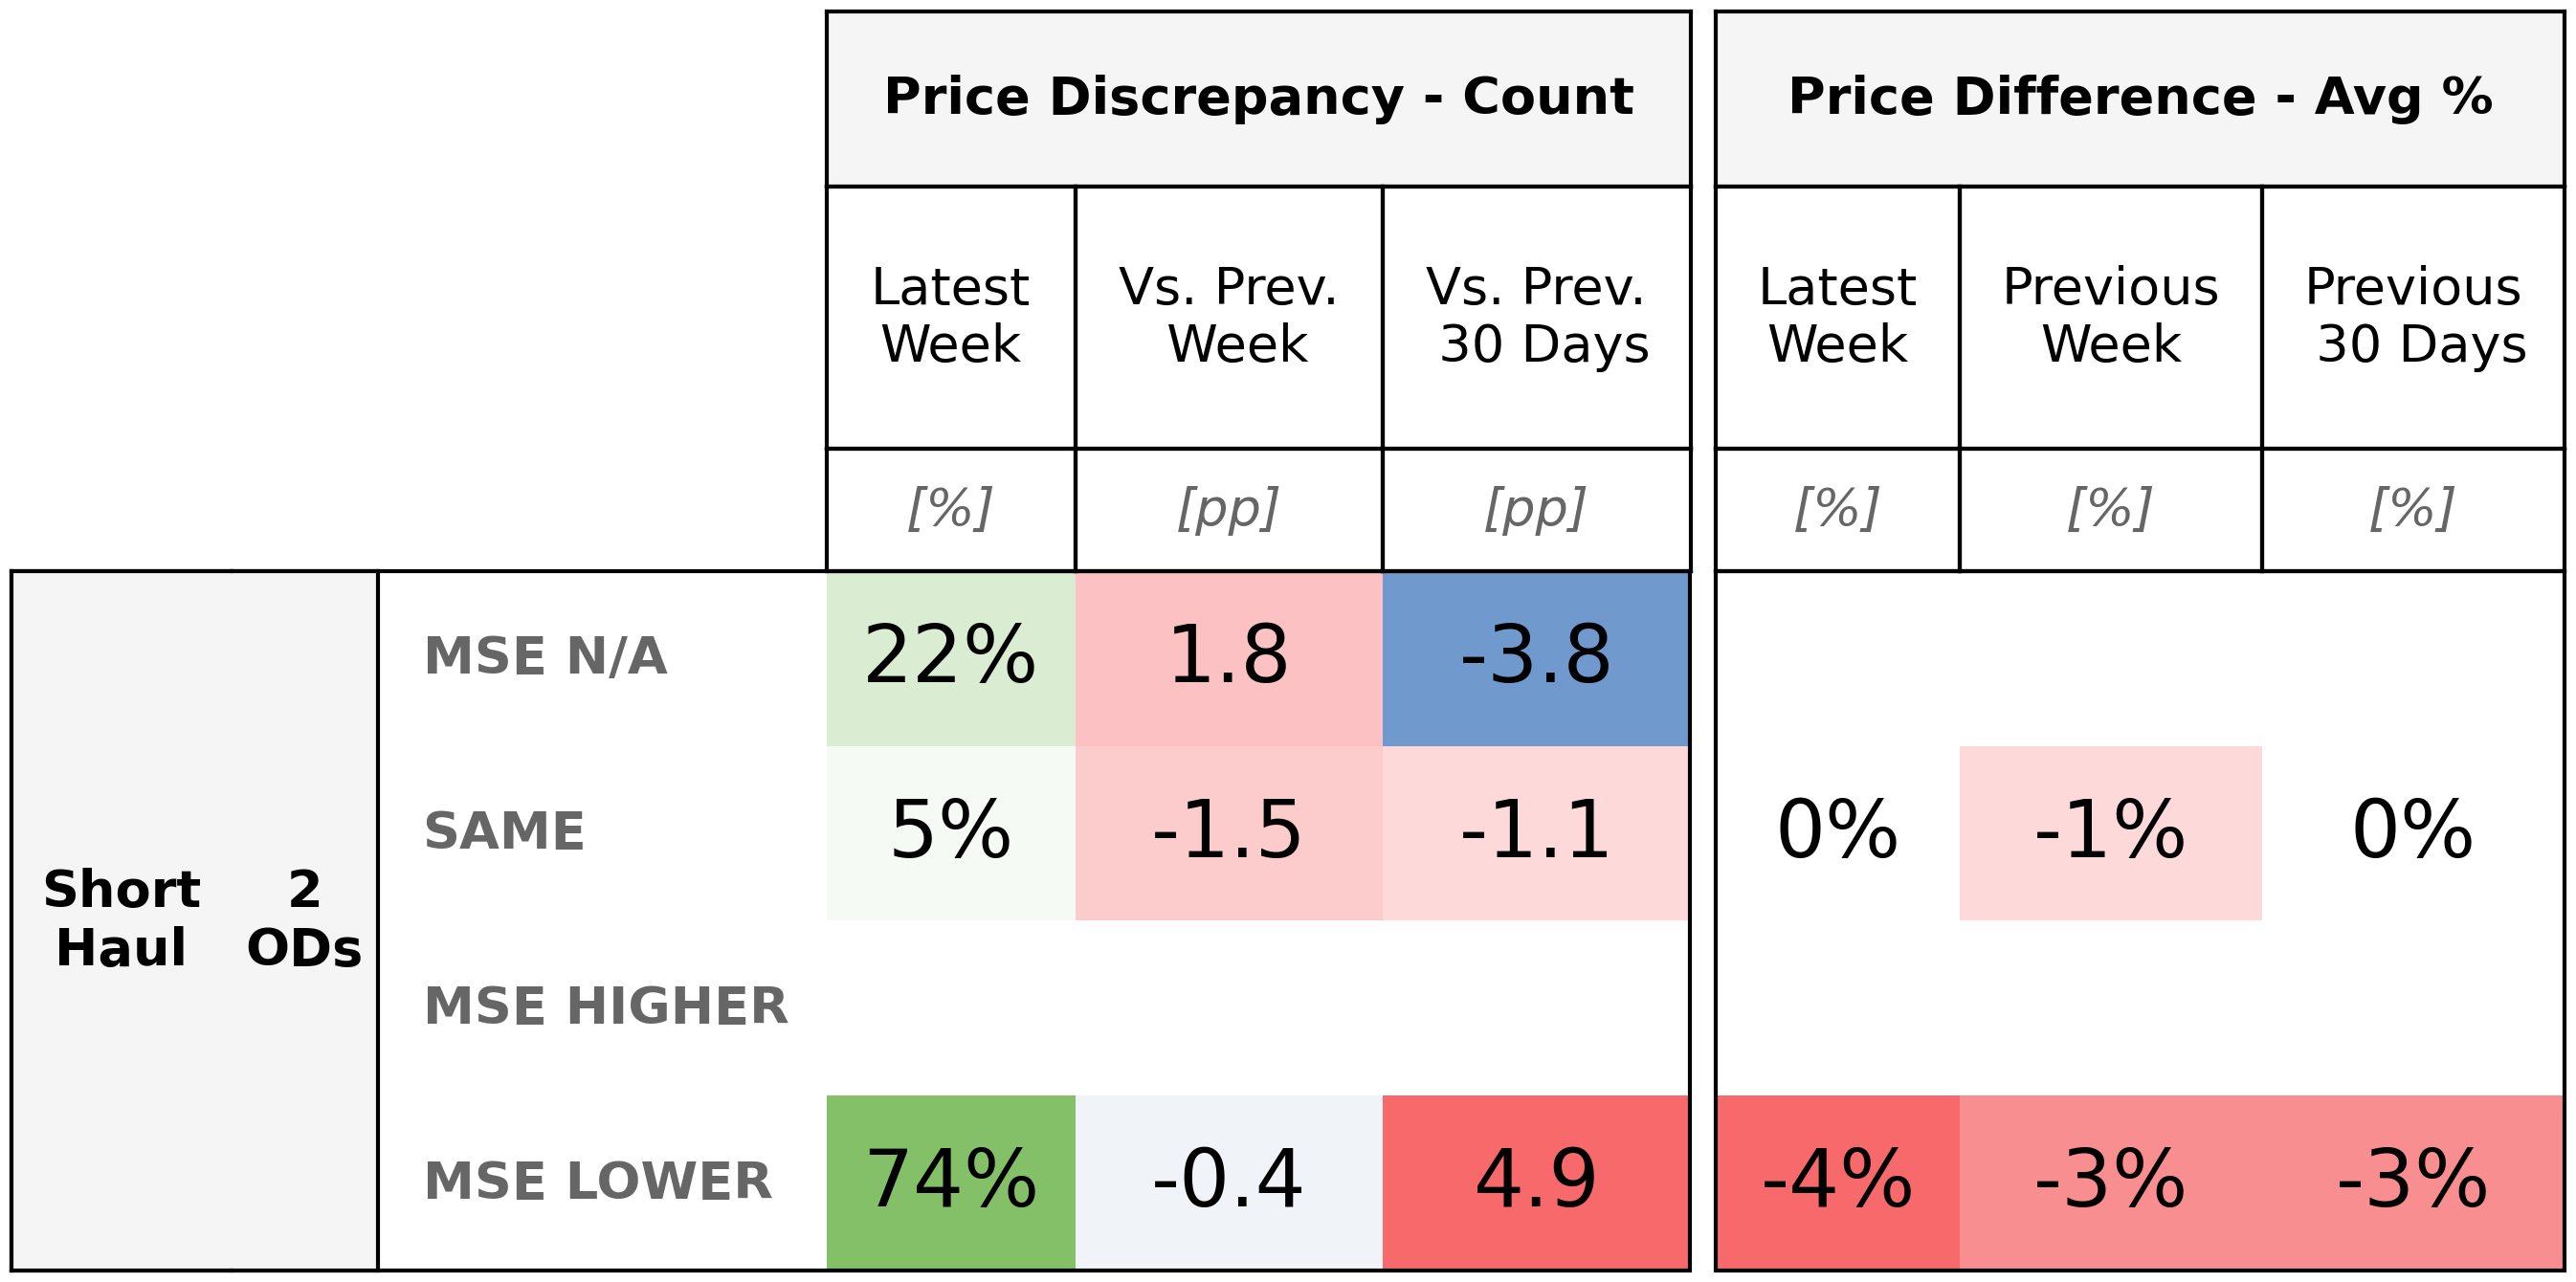 Price Discrepancy - Count
Price Difference - Avg %
Latest
Week
Vs. Prev.
Week
Vs. Prev.
30 Days
Latest
Week
Previous
Week
Previous
30 Days
[%]
[pp]
[pp]
[%]
[%]
[%]
Short
Haul
2
ODs
MSE N/A
22%
1.8
-3.8
SAME
5%
-1.5
-1.1
0%
-1%
0%
MSE HIGHER
MSE LOWER
74%
-0.4
4.9
-4%
-3%
-3%